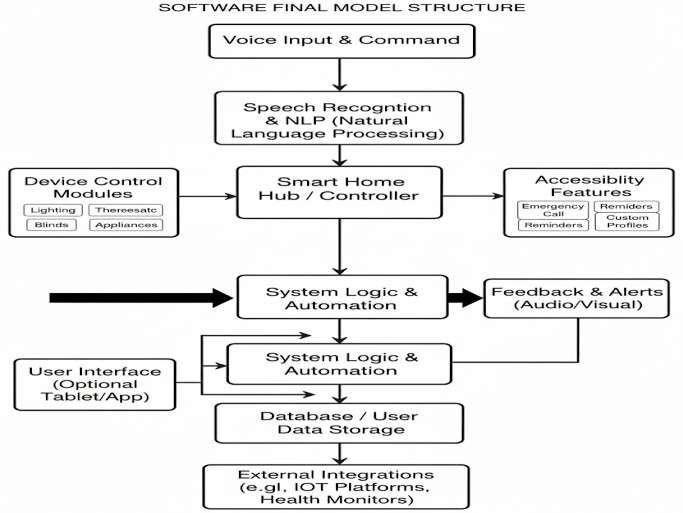 SOFTWARE FINAL MODEL STRUCTURE
Voice Input & Command
Speech Recogntion
& NLP (Natural
Language Processing)
Device Control
Modules
Lighting
Thereesatc
Blinds
Appliances
Smart Home
Hub / Controller
Accessiblity
Features
Emergency
Call
Remiders
Reminders
Custom
Profiles
System Logic &
Automation
Feedback & Alerts
(Audio/Visual)
User Interface
(Optional
Tablet/App)
System Logic &
Automation
Database / User
Data Storage
External Integrations
(e.gl, IOT Platforms,
Health Monitors)